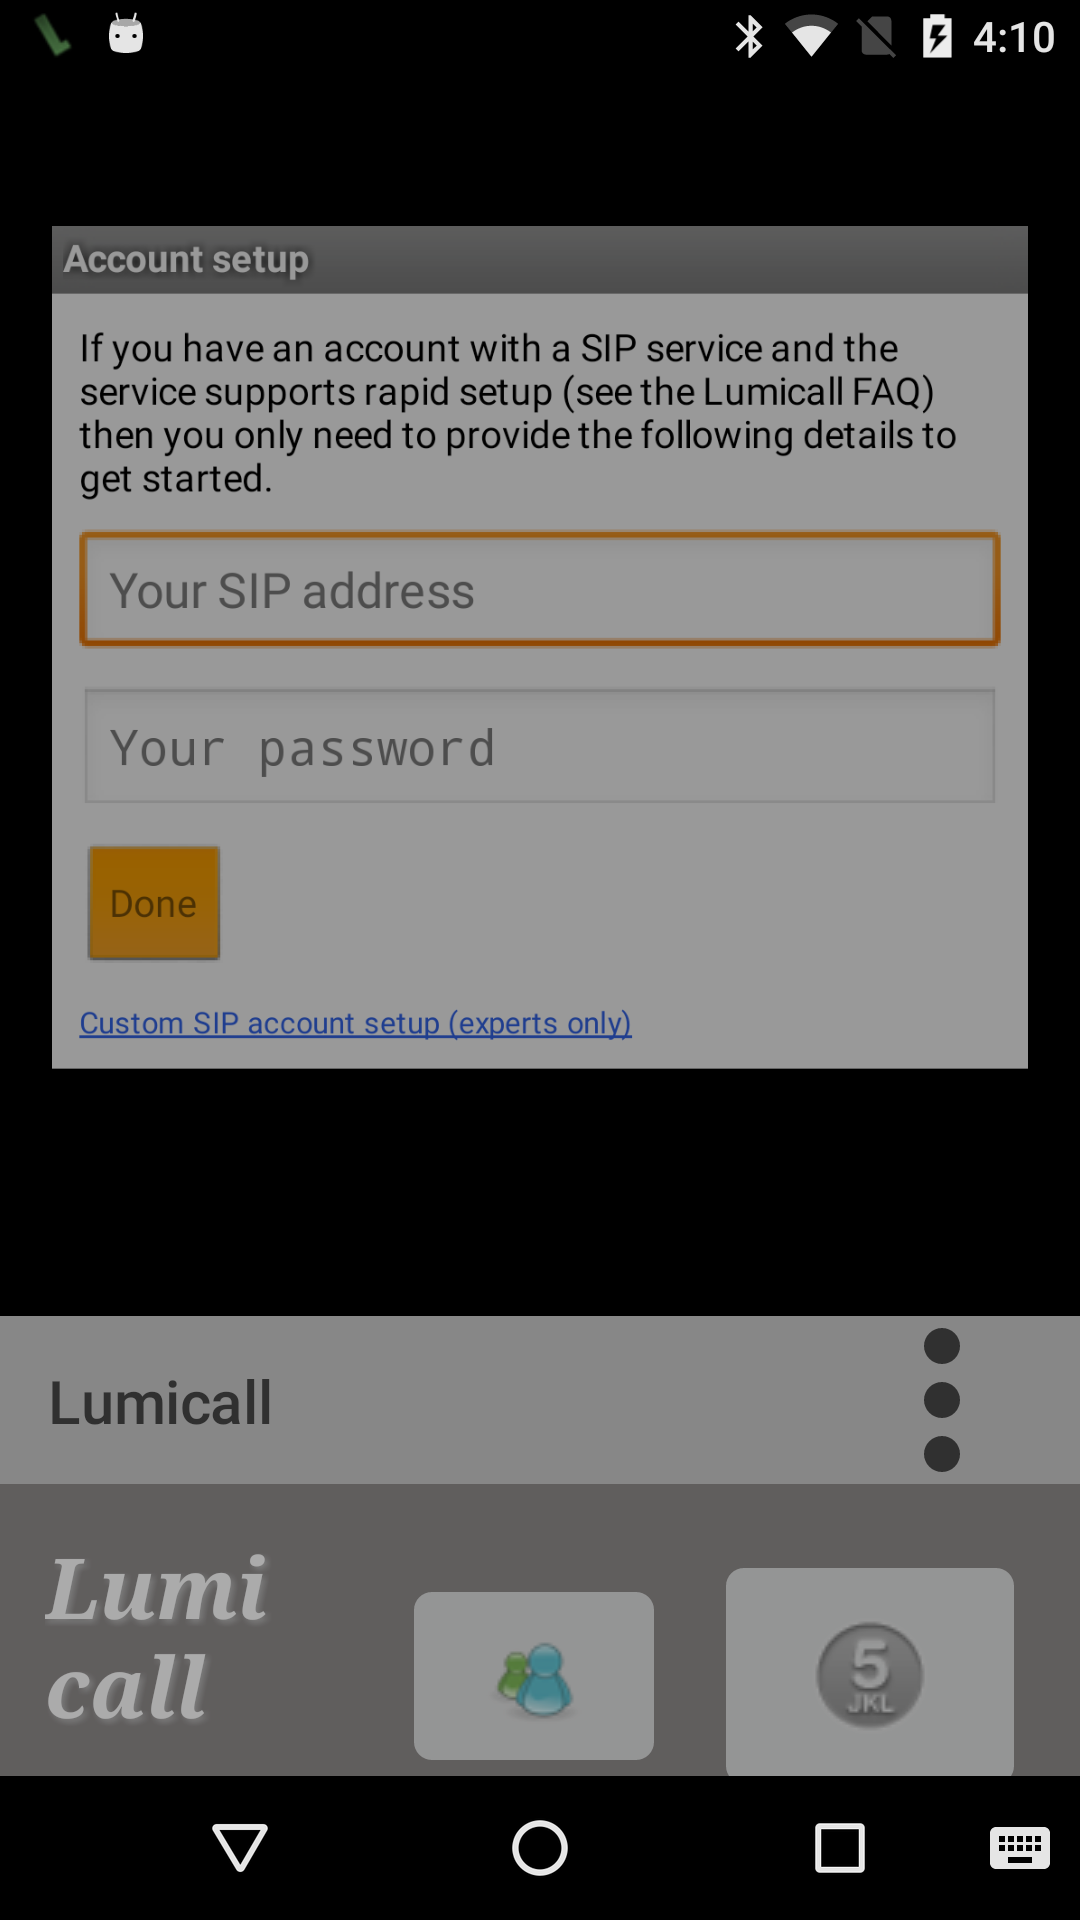 4:10
Account setup
If you have an account with a SIP service and the
service supports rapid setup (see the Lumicall FAQ)
then you only need to provide the following details to
get started.
Your SIP address
Your password
Done
Custom SIP account setup (experts only)
Lumicall
Lumi
call
5
JKL